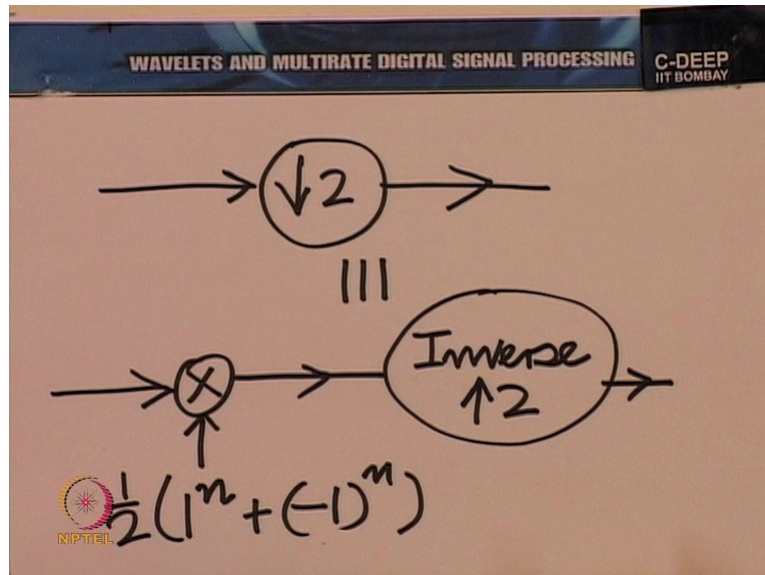 WAVELETS AND MULTIRATE DIGITAL SIGNAL PROCESSING
C-DEEP
IIT BOMBAY
↓2
|||
×
Inverse
↑2
½(1ⁿ+(-1)ⁿ)
NPTEL